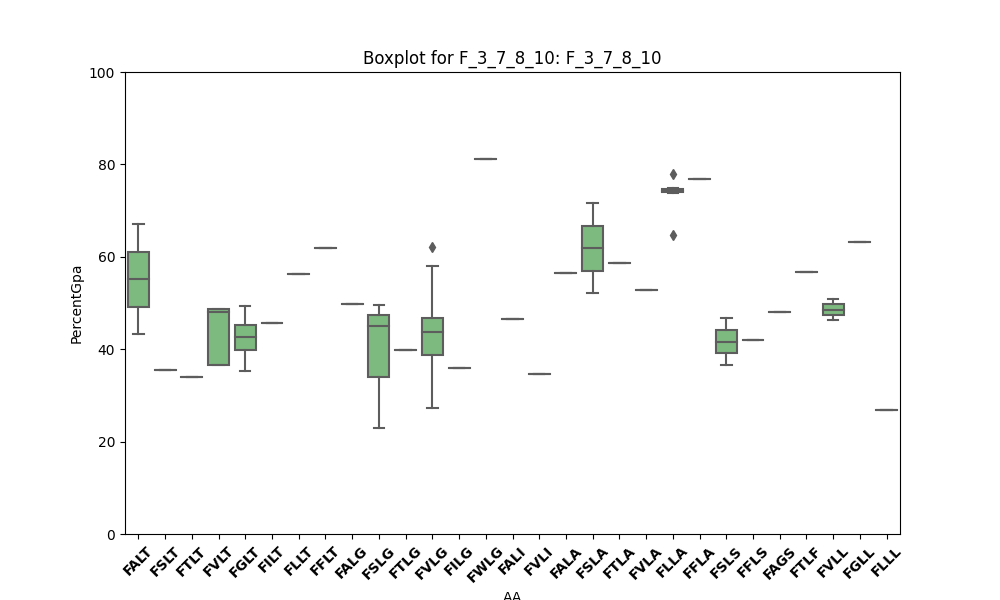 Boxplot for F_3_7_8_10: F_3_7_8_10
100
80
60
40
20
0
PercentGpa
FALT FSLT FTLT FVLT FGLT FILT FLLT FFLT FALG FSLG FTLG FVLG FILG FWLG FALI FVLI FALA FSLA FTLA FVLA FLLA FFLA FSLS FFLS FAGS FTLF FVLL FGLL FLLL
AA